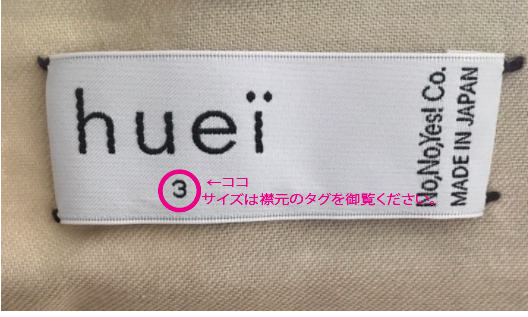 hueï
3
←ココ
サイズは襟元のタグを御覧ください。
No,No,Yes! Co.
MADE IN JAPAN